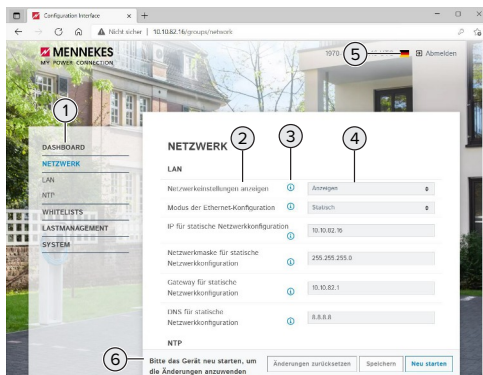 Configuration Interface
Nicht sicher | 10.10.82.16/groups/network
MENNEKES
MY POWER CONNECTION
1970
5
Abmelden
1
2
3
4
DASHBOARD
NETZWERK
LAN
NTP
WHITELISTS
LASTMANAGEMENT
SYSTEM
NETZWERK
LAN
Netzwerkeinstellungen anzeigen
Anzeigen
Modus der Ethernet-Konfiguration
Statisch
IP für statische Netzwerkkonfiguration
10.10.82.16
Netzwerkmaske für statische
Netzwerkkonfiguration
255.255.255.0
Gateway für statische
Netzwerkkonfiguration
10.10.82.1
DNS für statische
Netzwerkkonfiguration
8.8.8.8
NTP
6
Bitte das Gerät neu starten, um
die Änderungen anzuwenden
Änderungen zurücksetzen
Speichern
Neu starten